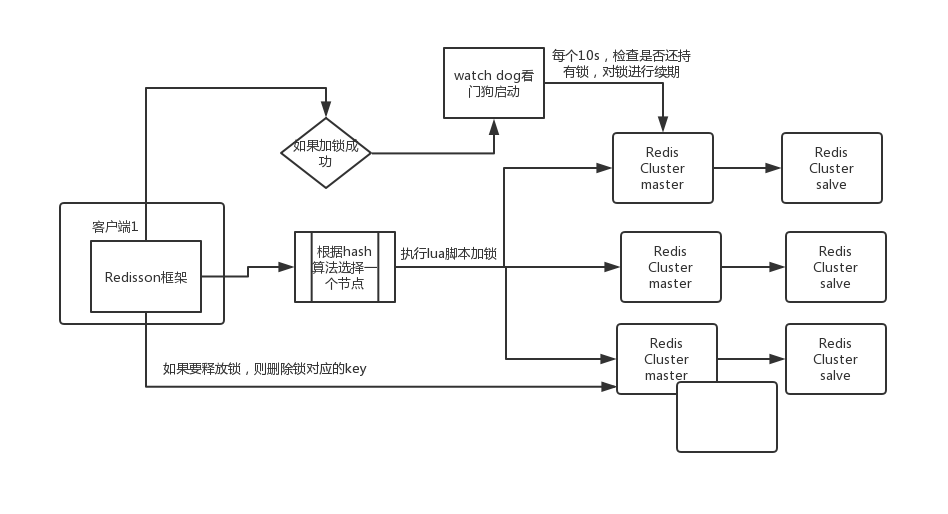 每个10s，检查是否还持
有锁，对锁进行续期
watch dog看
门狗启动
如果加锁成
功
Redis
Cluster
master
Redis
Cluster
salve
客户端1
Redisson框架
根据hash
算法选择一
个节点
执行lua脚本加锁
Redis
Cluster
master
Redis
Cluster
salve
Redis
Cluster
master
Redis
Cluster
salve
如果要释放锁，则删除锁对应的key